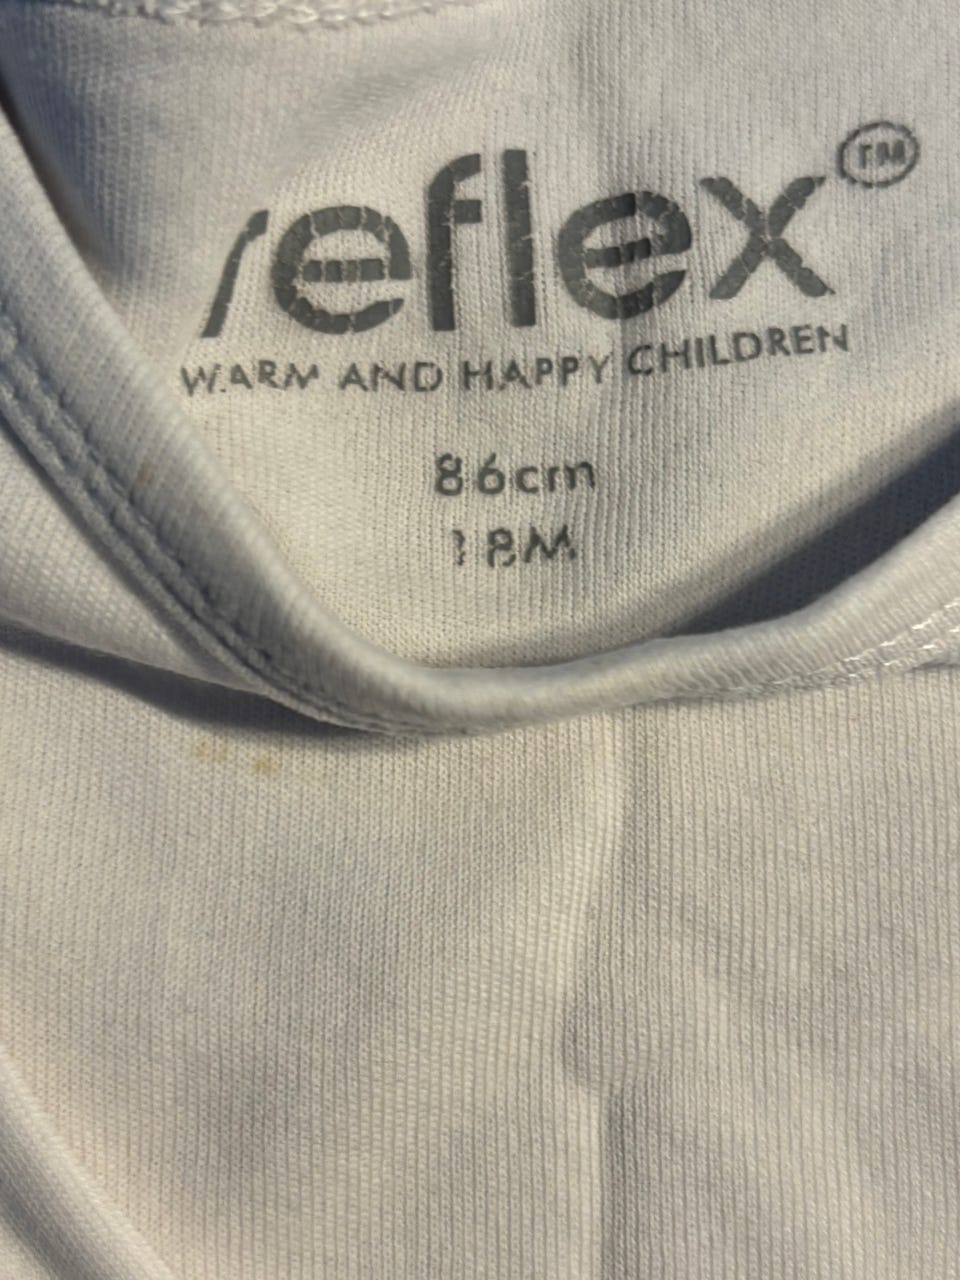 reflex™
WARM AND HAPPY CHILDREN
86cm
18M